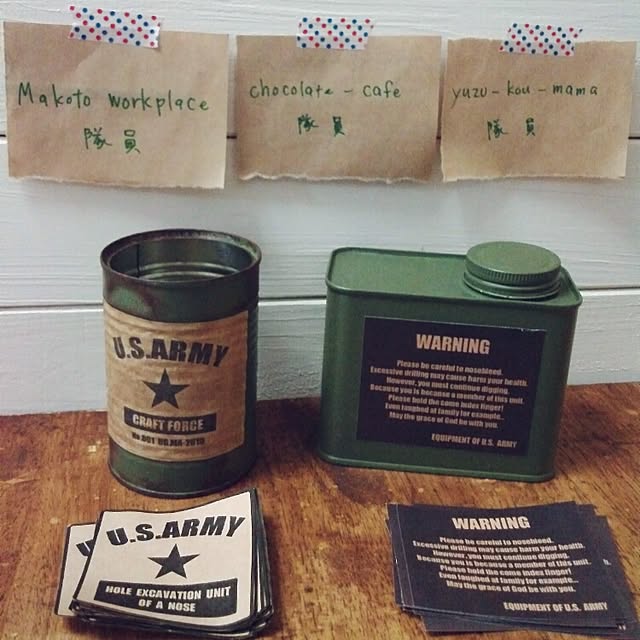 Makoto workplace
隊員
chocolate - cafe
隊員
yuzu - kou - mama
隊員
U.S.ARMY
CRAFT FORCE
WARNING
Please be careful to nosebleed.
Excessive drilling may cause harm your health.
However, you must continue digging.
Because you is because a member of this unit.
Please hold the same index finger!
Even laughed at family for example...
May the grace of God be with you.
EQUIPMENT OF U.S. ARMY
U.S.ARMY
HOLE EXCAVATION UNIT
OF A NOSE
WARNING
Please be careful to nosebleed.
Excessive drilling may cause harm your health.
However, you must continue digging.
Because you is because a member of this unit.
Please hold the same index finger!
Even laughed at family for example...
May the grace of God be with you.
EQUIPMENT OF U.S. ARMY